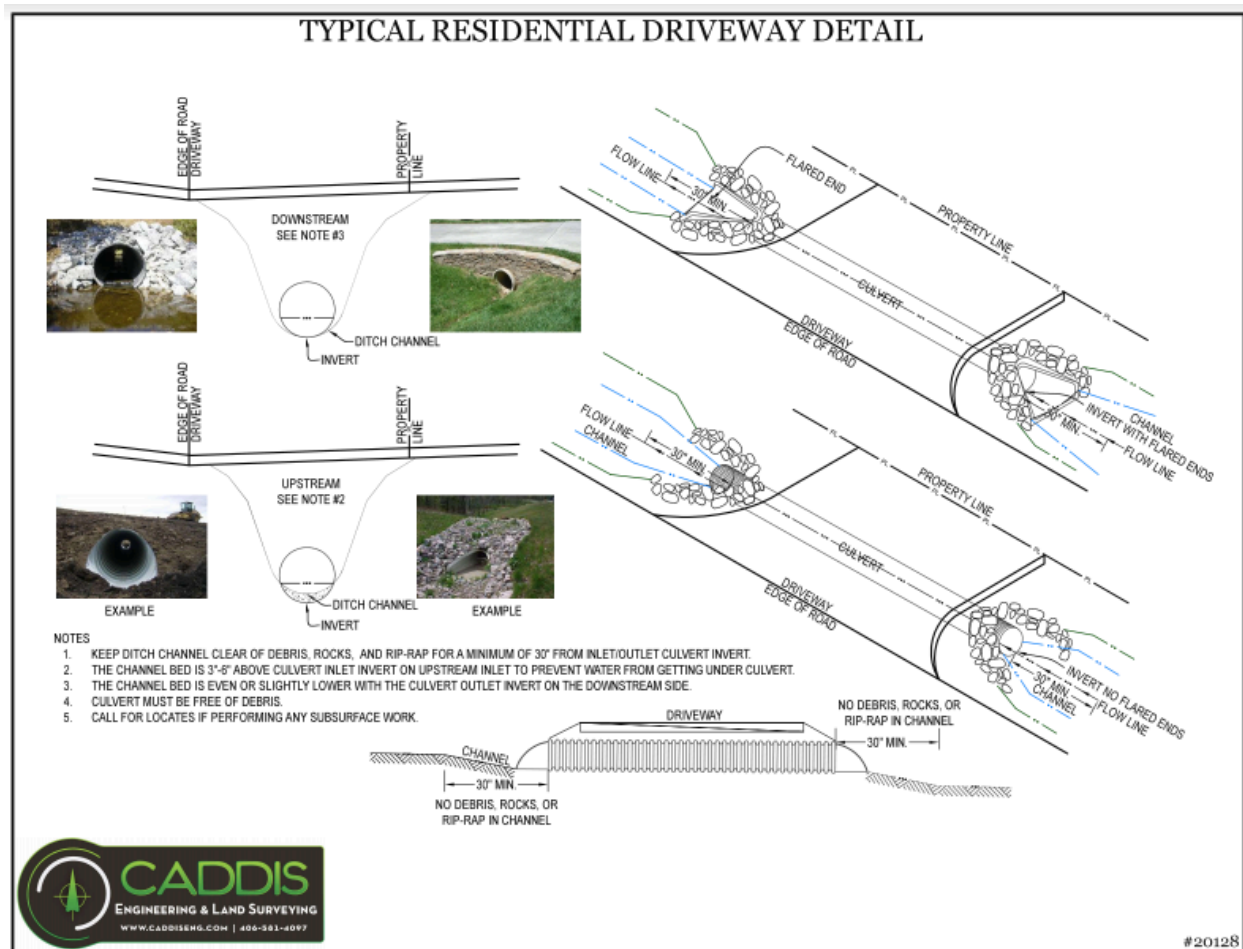 TYPICAL RESIDENTIAL DRIVEWAY DETAIL
EDGE OF ROAD
DRIVEWAY
PROPERTY
LINE
DOWNSTREAM
SEE NOTE #3
DITCH CHANNEL
INVERT
EDGE OF ROAD
DRIVEWAY
PROPERTY
LINE
UPSTREAM
SEE NOTE #2
DITCH CHANNEL
INVERT
EXAMPLE
EXAMPLE
FLOW LINE
30" MIN.
FLARED END
PL
PROPERTY LINE
PL
PL
PL
CULVERT
DRIVEWAY
EDGE OF ROAD
CHANNEL
INVERT WITH FLARED ENDS
30" MIN.
FLOW LINE
FLOW LINE
CHANNEL
30" MIN.
PL
PROPERTY LINE
PL
PL
PL
CULVERT
DRIVEWAY
EDGE OF ROAD
INVERT NO FLARED ENDS
30" MIN.
CHANNEL
FLOW LINE
NOTES
1. KEEP DITCH CHANNEL CLEAR OF DEBRIS, ROCKS, AND RIP-RAP FOR A MINIMUM OF 30" FROM INLET/OUTLET CULVERT INVERT.
2. THE CHANNEL BED IS 3"-6" ABOVE CULVERT INLET INVERT ON UPSTREAM INLET TO PREVENT WATER FROM GETTING UNDER CULVERT.
3. THE CHANNEL BED IS EVEN OR SLIGHTLY LOWER WITH THE CULVERT OUTLET INVERT ON THE DOWNSTREAM SIDE.
4. CULVERT MUST BE FREE OF DEBRIS.
5. CALL FOR LOCATES IF PERFORMING ANY SUBSURFACE WORK.
DRIVEWAY
NO DEBRIS, ROCKS, OR
RIP-RAP IN CHANNEL
30" MIN.
CHANNEL
30" MIN.
NO DEBRIS, ROCKS, OR
RIP-RAP IN CHANNEL
CADDIS
ENGINEERING & LAND SURVEYING
WWW.CADDISENG.COM | 406-581-4097
#20128